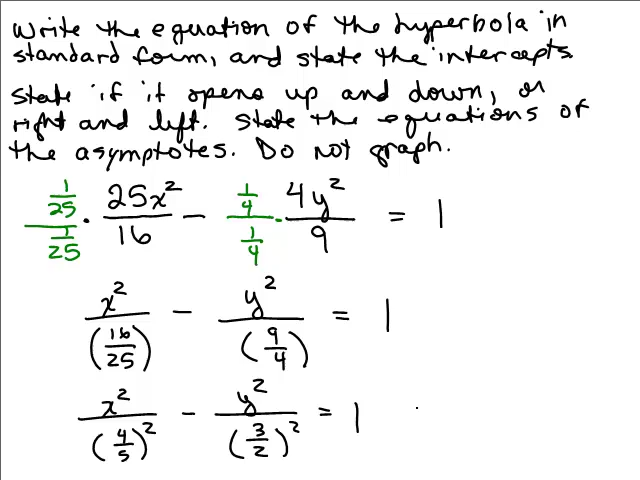 Write the equation of the hyperbola in
standard form, and state the intercepts.
State if it opens up and down, or
right and left. State the equations of
the asymptotes. Do not graph.
(1/25)/(1/25) · 25x²/16 − (1/4)/(1/4) · 4y²/9 = 1
x²/(16/25) − y²/(9/4) = 1
x²/(4/5)² − y²/(3/2)² = 1